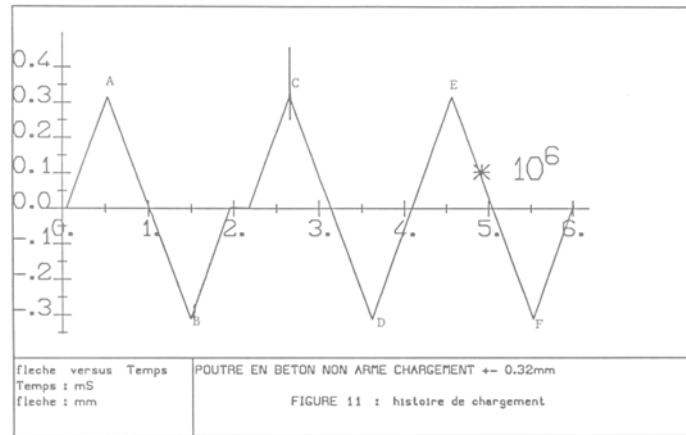 0.4
A
C
E
0.3
0.2
0.1
* 10^6
0.0
0. 1. 2. 3. 4. 5. 6.
-.1
-.2
-.3
B
D
F
fleche versus Temps
Temps : mS
fleche : mm
POUTRE EN BETON NON ARME CHARGEMENT +- 0.32mm
FIGURE 11 : histoire de chargement